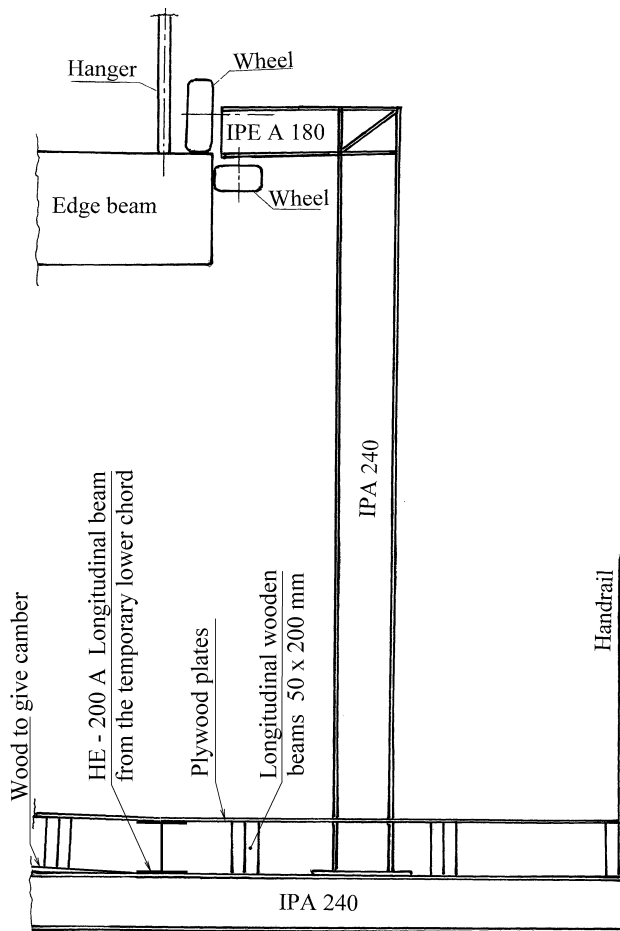 Hanger
Wheel
IPE A 180
Edge beam
Wheel
IPA 240
Wood to give camber
HE - 200 A Longitudinal beam
from the temporary lower chord
Plywood plates
Longitudinal wooden
beams 50 x 200 mm
Handrail
IPA 240